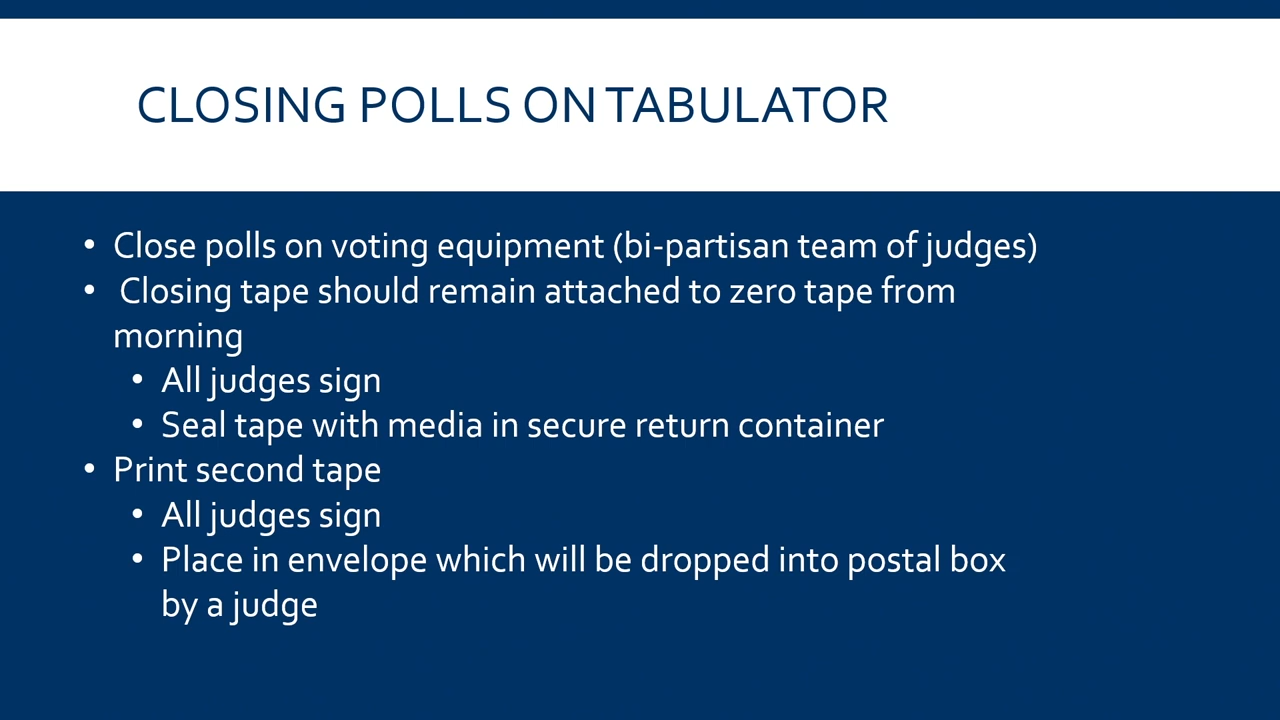 CLOSING POLLS ON TABULATOR
• Close polls on voting equipment (bi-partisan team of judges)
• Closing tape should remain attached to zero tape from
morning
• All judges sign
• Seal tape with media in secure return container
• Print second tape
• All judges sign
• Place in envelope which will be dropped into postal box
by a judge